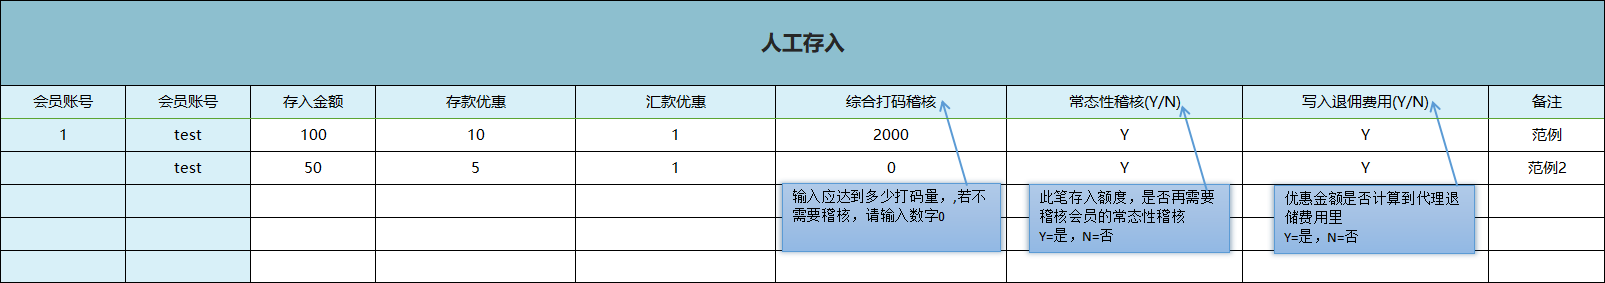 人工存入
会员账号 会员账号 存入金额 存款优惠 汇款优惠 综合打码稽核 常态性稽核(Y/N) 写入退佣费用(Y/N) 备注
1 test 100 10 1 2000 Y Y 范例
test 50 5 1 0 Y Y 范例2
输入应达到多少打码量，,若不
需要稽核，请输入数字0
此笔存入额度，是否再需要
稽核会员的常态性稽核
Y=是，N=否
优惠金额是否计算到代理退
储费用里
Y=是，N=否